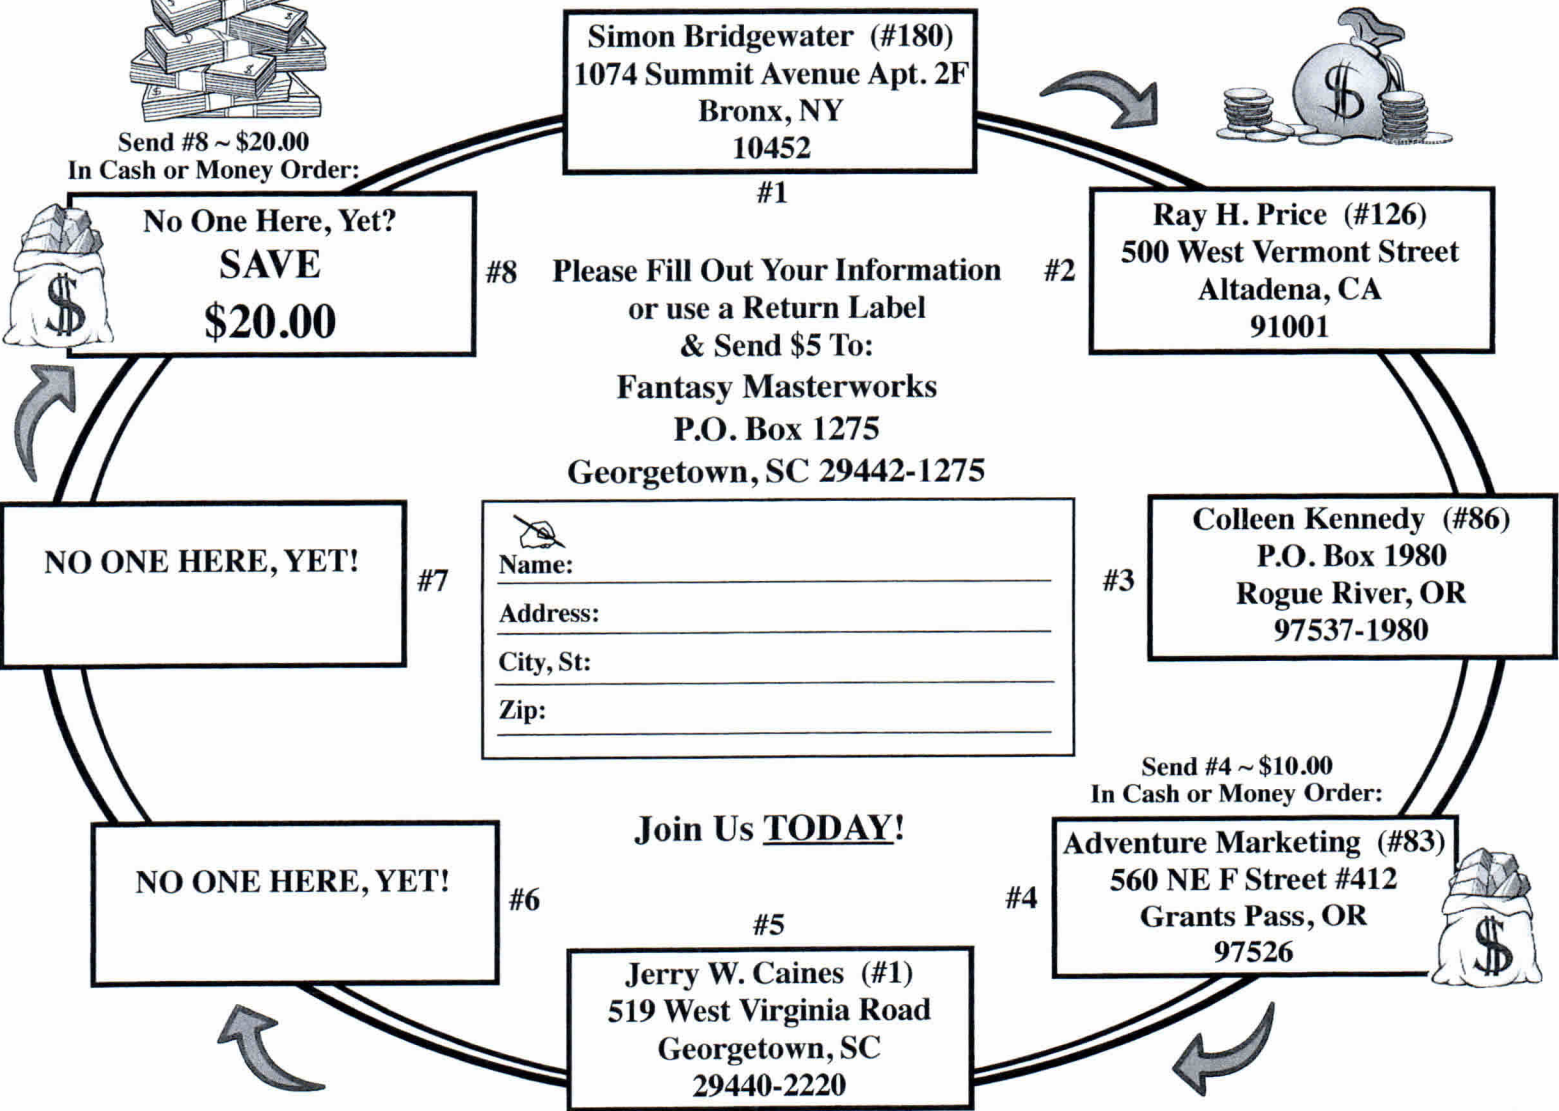 Simon Bridgewater (#180)
1074 Summit Avenue Apt. 2F
Bronx, NY
10452
#1
Send #8 ~ $20.00
In Cash or Money Order:
No One Here, Yet?
SAVE
$20.00
#8
Please Fill Out Your Information
or use a Return Label
& Send $5 To:
Fantasy Masterworks
P.O. Box 1275
Georgetown, SC 29442-1275
#2
Ray H. Price (#126)
500 West Vermont Street
Altadena, CA
91001
NO ONE HERE, YET!
#7
Name:
Address:
City, St:
Zip:
#3
Colleen Kennedy (#86)
P.O. Box 1980
Rogue River, OR
97537-1980
Send #4 ~ $10.00
In Cash or Money Order:
Join Us TODAY!
#4
Adventure Marketing (#83)
560 NE F Street #412
Grants Pass, OR
97526
NO ONE HERE, YET!
#6
#5
Jerry W. Caines (#1)
519 West Virginia Road
Georgetown, SC
29440-2220
$
$
$